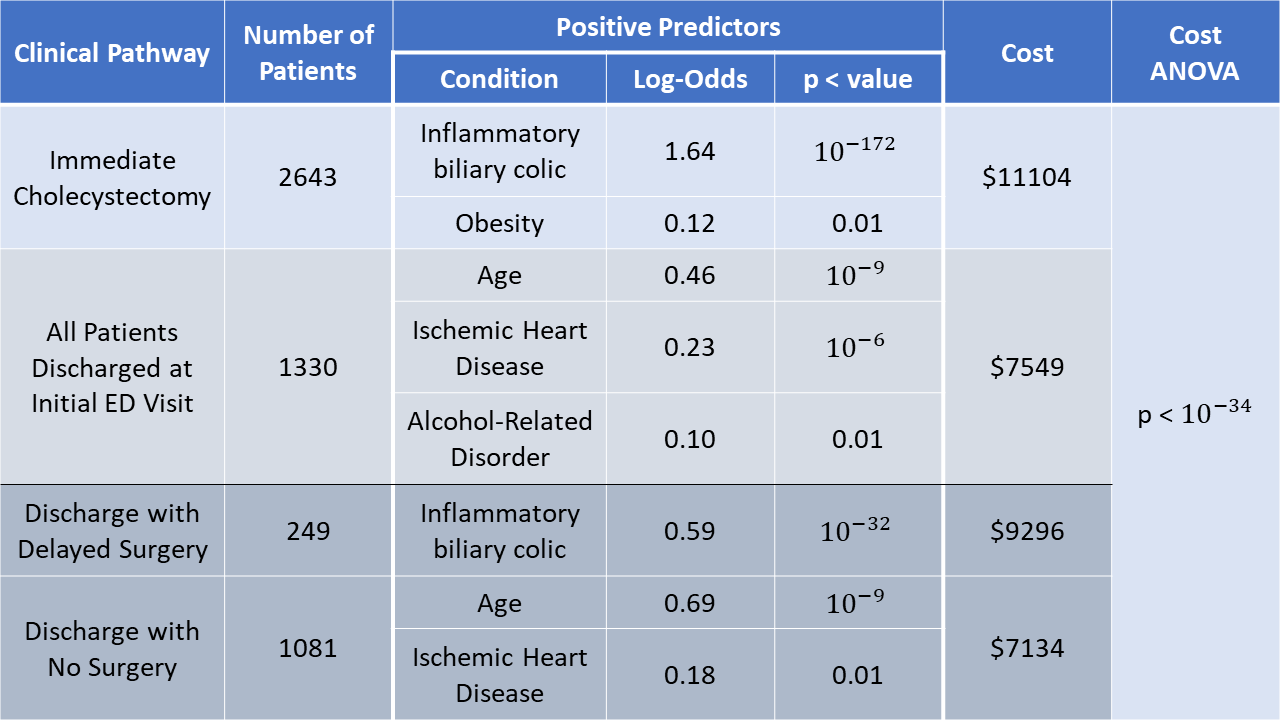 Clinical Pathway
Number of
Patients
Positive Predictors
Cost
Cost
ANOVA
Condition
Log-Odds
p < value
Immediate
Cholecystectomy
2643
Inflammatory
biliary colic
1.64
10⁻¹⁷²
$11104
Obesity
0.12
0.01
All Patients
Discharged at
Initial ED Visit
1330
Age
0.46
10⁻⁹
Ischemic Heart
Disease
0.23
10⁻⁶
Alcohol-Related
Disorder
0.10
0.01
$7549
p < 10⁻³⁴
Discharge with
Delayed Surgery
249
Inflammatory
biliary colic
0.59
10⁻³²
$9296
Discharge with
No Surgery
1081
Age
0.69
10⁻⁹
Ischemic Heart
Disease
0.18
0.01
$7134